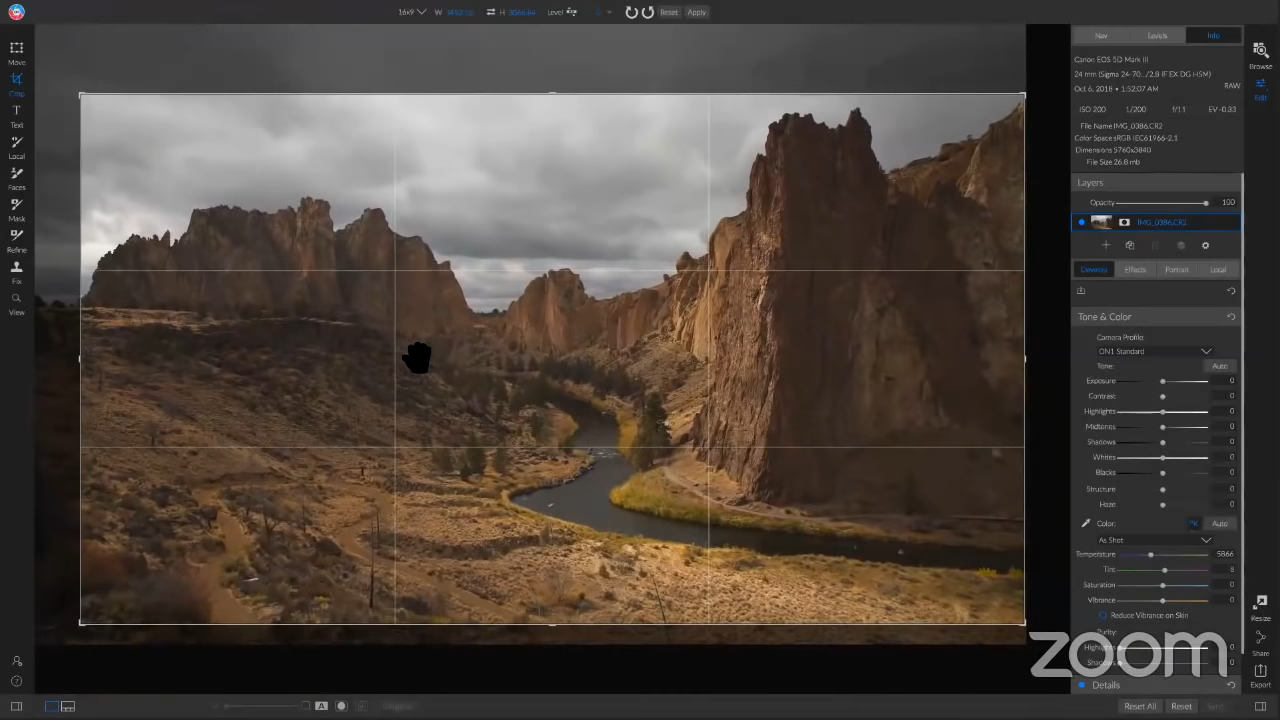 16x9 W H Level Reset Apply
Move
Crop
Text
Local
Faces
Mask
Refine
Fix
View
Nav Levels Info
Browse
Edit
Canon EOS 5D Mark III
24 mm (Sigma 24-70.../2.8 IF EX DG HSM)
Oct 6, 2018 • 1:52:07 AM RAW
ISO 200 1/200 f/11 EV -0.33
File Name IMG_0386.CR2
Color Space sRGB IEC61966-2.1
Dimensions 5760x3840
File Size 26.8 mb
Layers
Opacity 100
IMG_0386.CR2
Develop Effects Portrait Local
Tone & Color
Camera Profile:
ON1 Standard
Tone: Auto
Exposure 0
Contrast 0
Highlights 0
Midtones 0
Shadows 0
Whites 0
Blacks 0
Structure 0
Haze 0
Color: °K Auto
As Shot
Temperature 5866
Tint 8
Saturation 0
Vibrance 0
Reduce Vibrance on Skin
Purity:
Highlights 0
Shadows 0
Details
Resize
Share
Export
A
Reset All Reset Sync
zoom